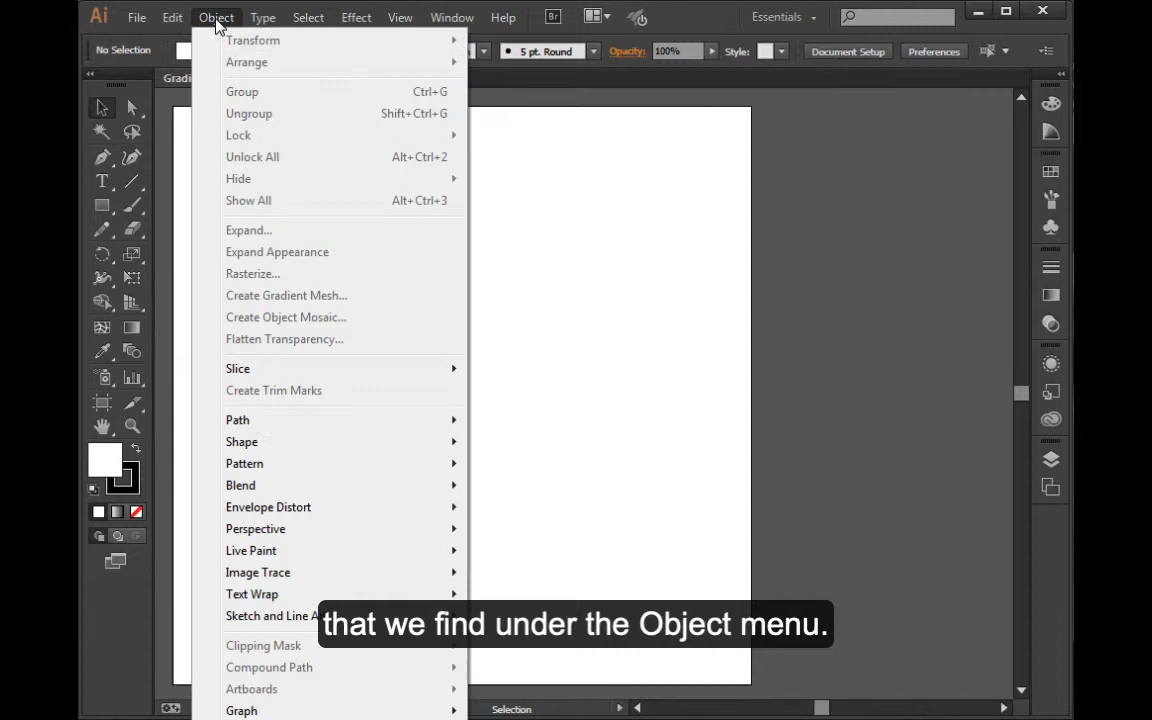 Ai File Edit Object Type Select Effect View Window Help Br Essentials
No Selection 5 pt. Round Opacity: 100% Style: Document Setup Preferences
Gradi
Transform
Arrange
Group Ctrl+G
Ungroup Shift+Ctrl+G
Lock
Unlock All Alt+Ctrl+2
Hide
Show All Alt+Ctrl+3
Expand...
Expand Appearance
Rasterize...
Create Gradient Mesh...
Create Object Mosaic...
Flatten Transparency...
Slice
Create Trim Marks
Path
Shape
Pattern
Blend
Envelope Distort
Perspective
Live Paint
Image Trace
Text Wrap
Sketch and Line A
that we find under the Object menu.
Clipping Mask
Compound Path
Artboards
Graph
Selection